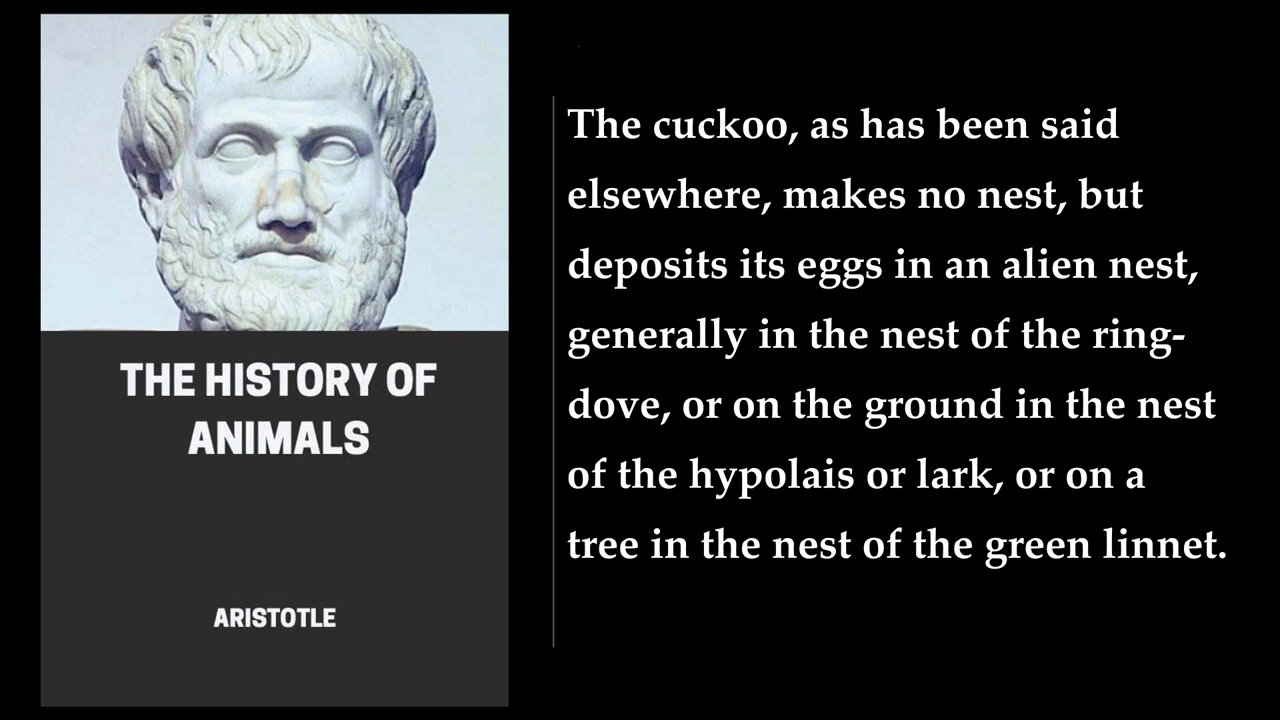 THE HISTORY OF
ANIMALS
ARISTOTLE
The cuckoo, as has been said
elsewhere, makes no nest, but
deposits its eggs in an alien nest,
generally in the nest of the ring-
dove, or on the ground in the nest
of the hypolais or lark, or on a
tree in the nest of the green linnet.